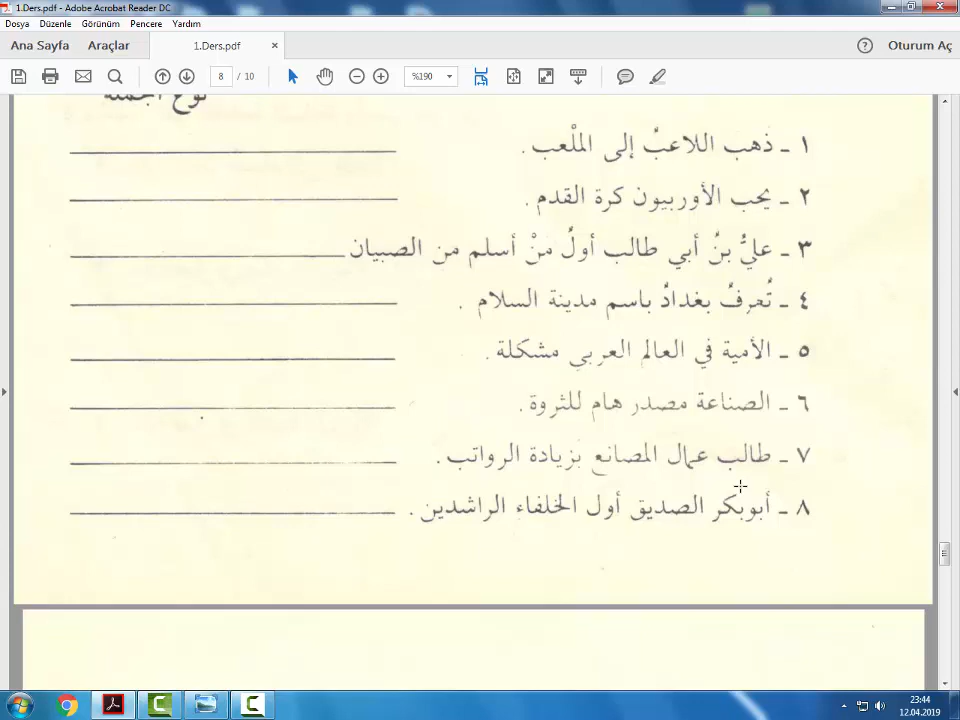 1.Ders.pdf - Adobe Acrobat Reader DC
Dosya Düzenle Görünüm Pencere Yardım
Ana Sayfa Araçlar 1.Ders.pdf × ? Oturum Aç
8 / 10 %190
نوع الجملة
١ ـ ذهب اللاعبُ إلى الملْعب .
٢ ـ يحب الأوربيون كرة القدم .
٣ ـ عليُّ بنُ أبي طالب أولُ منْ أسلم من الصبيان
٤ ـ تُعرفُ بغدادُ باسم مدينة السلام .
٥ ـ الأمية في العالم العربي مشكلة .
٦ ـ الصناعة مصدر هام للثروة .
٧ ـ طالب عمال المصانع بزيادة الرواتب .
٨ ـ أبوبكر الصديق أول الخلفاء الراشدين .
23:44
12.04.2019